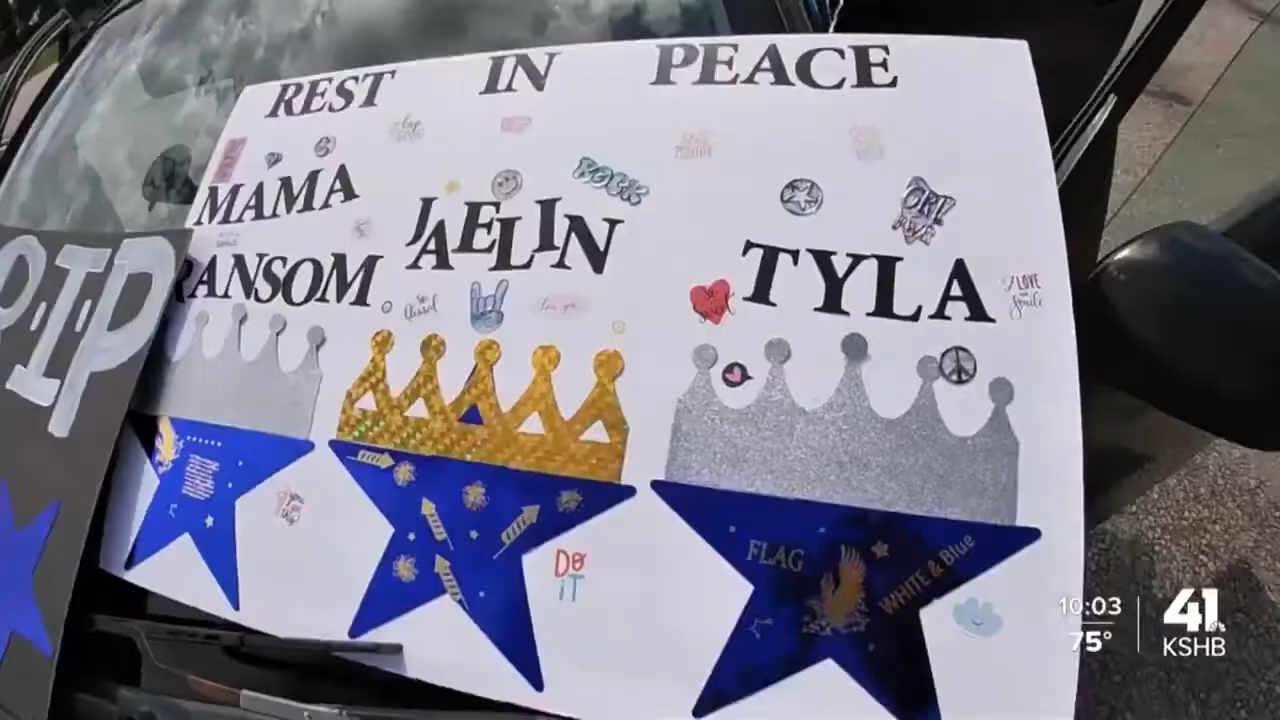 REST IN PEACE
MAMA
RANSOM
JAELIN
TYLA
ROCK
LOVE
RIP
DO
iT
FLAG
WHITE & Blue
10:03
75°
41
KSHB